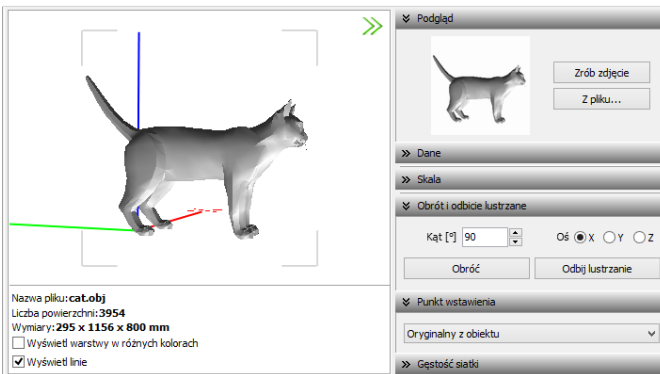 Podgląd
Zrób zdjęcie
Z pliku...
Dane
Skala
Obrót i odbicie lustrzane
Kąt [°] 90 Oś X Y Z
Obróć Odbij lustrzanie
Punkt wstawienia
Oryginalny z obiektu
Gęstość siatki
Nazwa pliku:cat.obj
Liczba powierzchni:3954
Wymiary:295 x 1156 x 800 mm
Wyświetl warstwy w różnych kolorach
Wyświetl linie